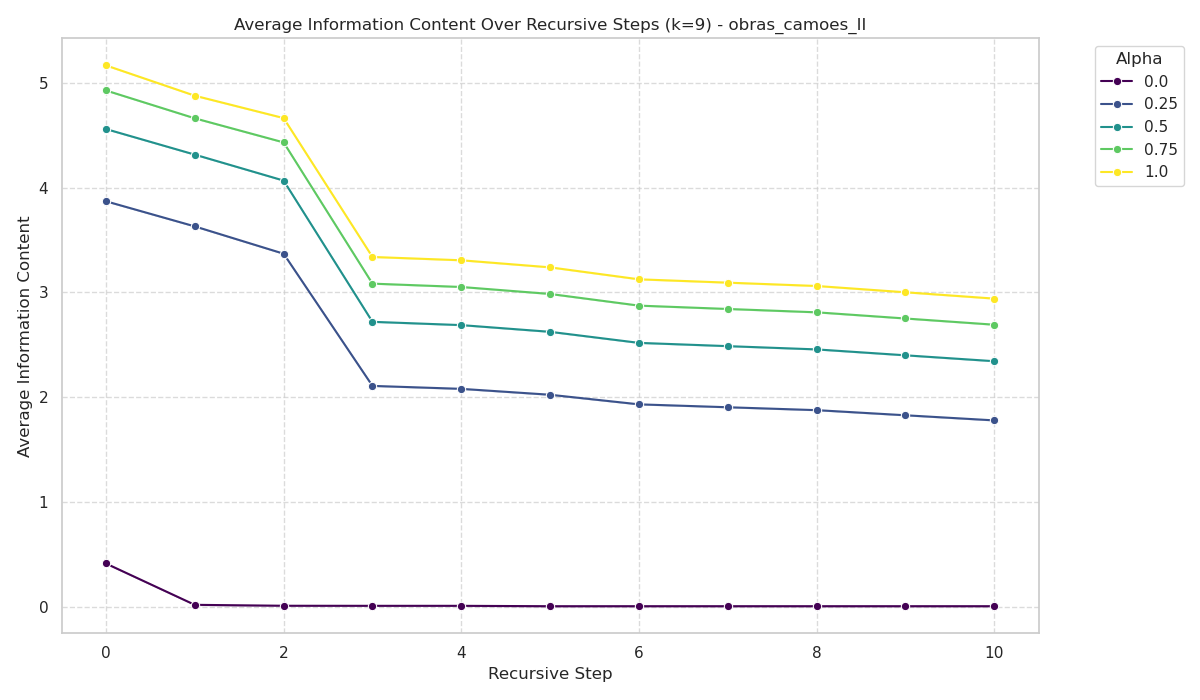 Average Information Content Over Recursive Steps (k=9) - obras_camoes_II
Alpha
0.0
0.25
0.5
0.75
1.0
Average Information Content
5
4
3
2
1
0
0 2 4 6 8 10
Recursive Step